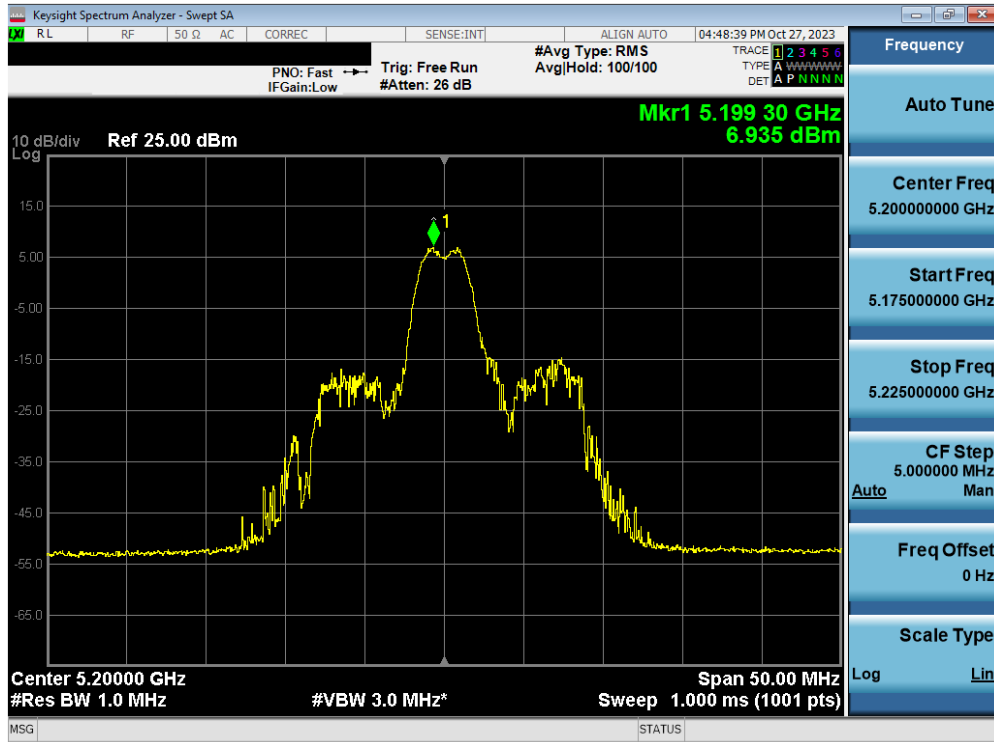 Keysight Spectrum Analyzer - Swept SA
LXI RL RF 50 Ω AC CORREC SENSE:INT ALIGN AUTO 04:48:39 PM Oct 27, 2023
Frequency
#Avg Type: RMS
TRACE 1 2 3 4 5 6
PNO: Fast Trig: Free Run Avg|Hold: 100/100
TYPE A WWWWW
IFGain:Low #Atten: 26 dB
DET A P N N N N
Auto Tune
Mkr1 5.199 30 GHz
6.935 dBm
10 dB/div Ref 25.00 dBm
Log
15.0
5.00
-5.00
-15.0
-25.0
-35.0
-45.0
-55.0
-65.0
1
Center Freq
5.200000000 GHz
Start Freq
5.175000000 GHz
Stop Freq
5.225000000 GHz
CF Step
5.000000 MHz
Auto Man
Freq Offset
0 Hz
Scale Type
Log Lin
Center 5.20000 GHz Span 50.00 MHz
#Res BW 1.0 MHz #VBW 3.0 MHz* Sweep 1.000 ms (1001 pts)
MSG STATUS